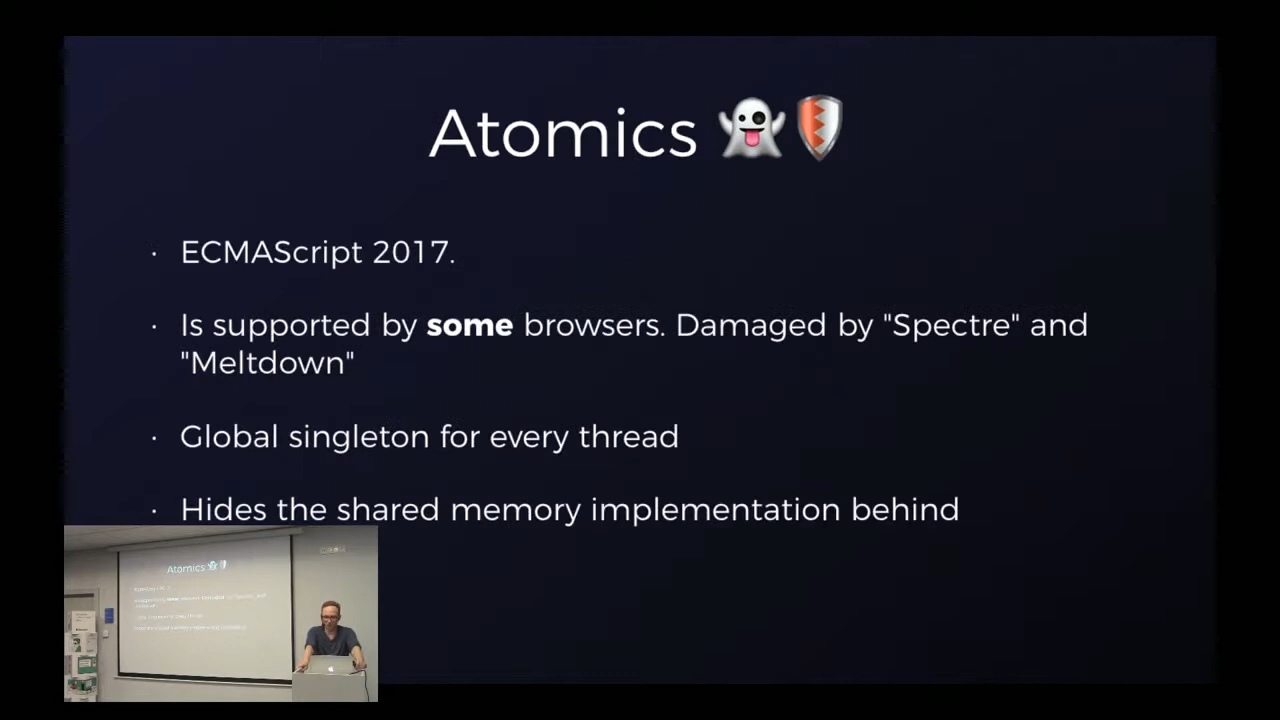 Atomics 👻🛡
· ECMAScript 2017.
· Is supported by some browsers. Damaged by "Spectre" and
"Meltdown"
· Global singleton for every thread
· Hides the shared memory implementation behind
Atomics